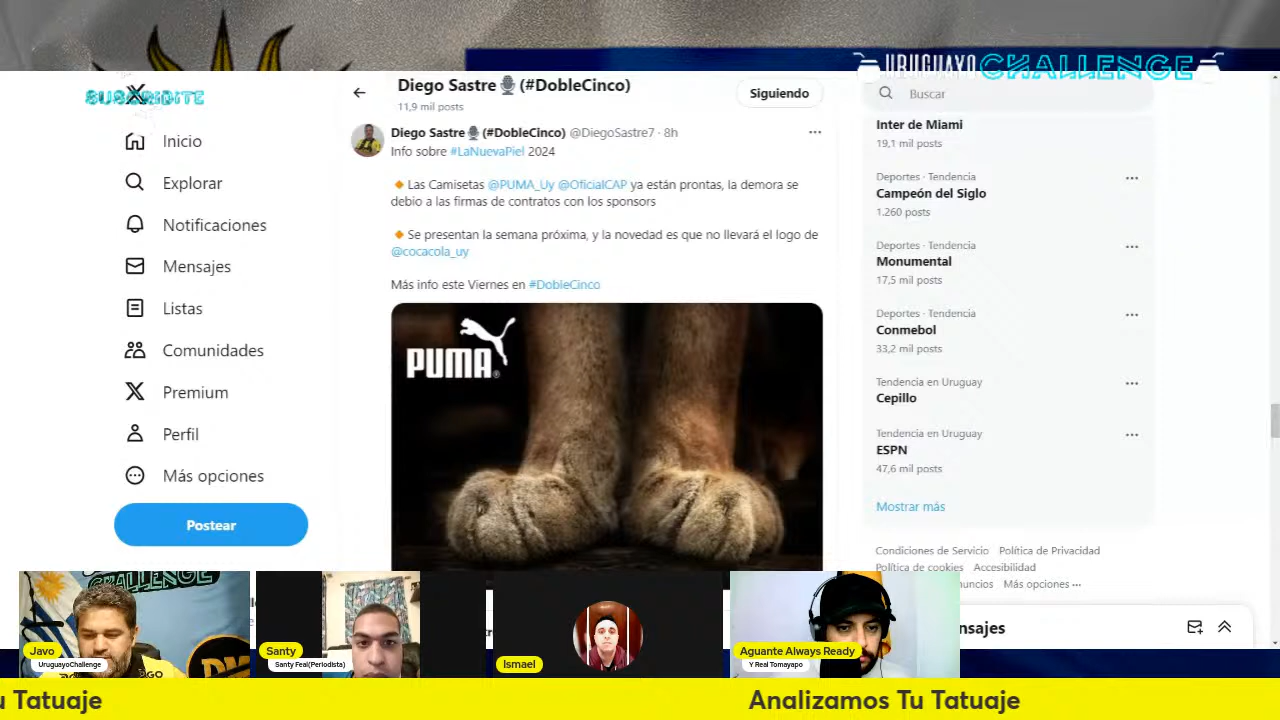 URUGUAYO CHALLENGE
SUSCRIBITE
Inicio
Explorar
Notificaciones
Mensajes
Listas
Comunidades
Premium
Perfil
Más opciones
Postear
Diego Sastre (#DobleCinco)
11,9 mil posts
Siguiendo
Diego Sastre (#DobleCinco) @DiegoSastre7 · 8h
Info sobre #LaNuevaPiel 2024
Las Camisetas @PUMA_Uy @OficialCAP ya están prontas, la demora se
debio a las firmas de contratos con los sponsors
Se presentan la semana próxima, y la novedad es que no llevará el logo de
@cocacola_uy
Más info este Viernes en #DobleCinco
PUMA
Buscar
Inter de Miami
19,1 mil posts
Deportes · Tendencia
Campeón del Siglo
1.260 posts
Deportes · Tendencia
Monumental
17,5 mil posts
Deportes · Tendencia
Conmebol
33,2 mil posts
Tendencia en Uruguay
Cepillo
Tendencia en Uruguay
ESPN
47,6 mil posts
Mostrar más
Condiciones de Servicio Política de Privacidad
Política de cookies Accesibilidad
Más opciones ···
CHALLENGE
Javo
UruguayoChallenge
Santy
Santy Feal(Periodista)
Ismael
Aguante Always Ready
Y Real Tomayapo
Tatuaje
Analizamos Tu Tatuaje